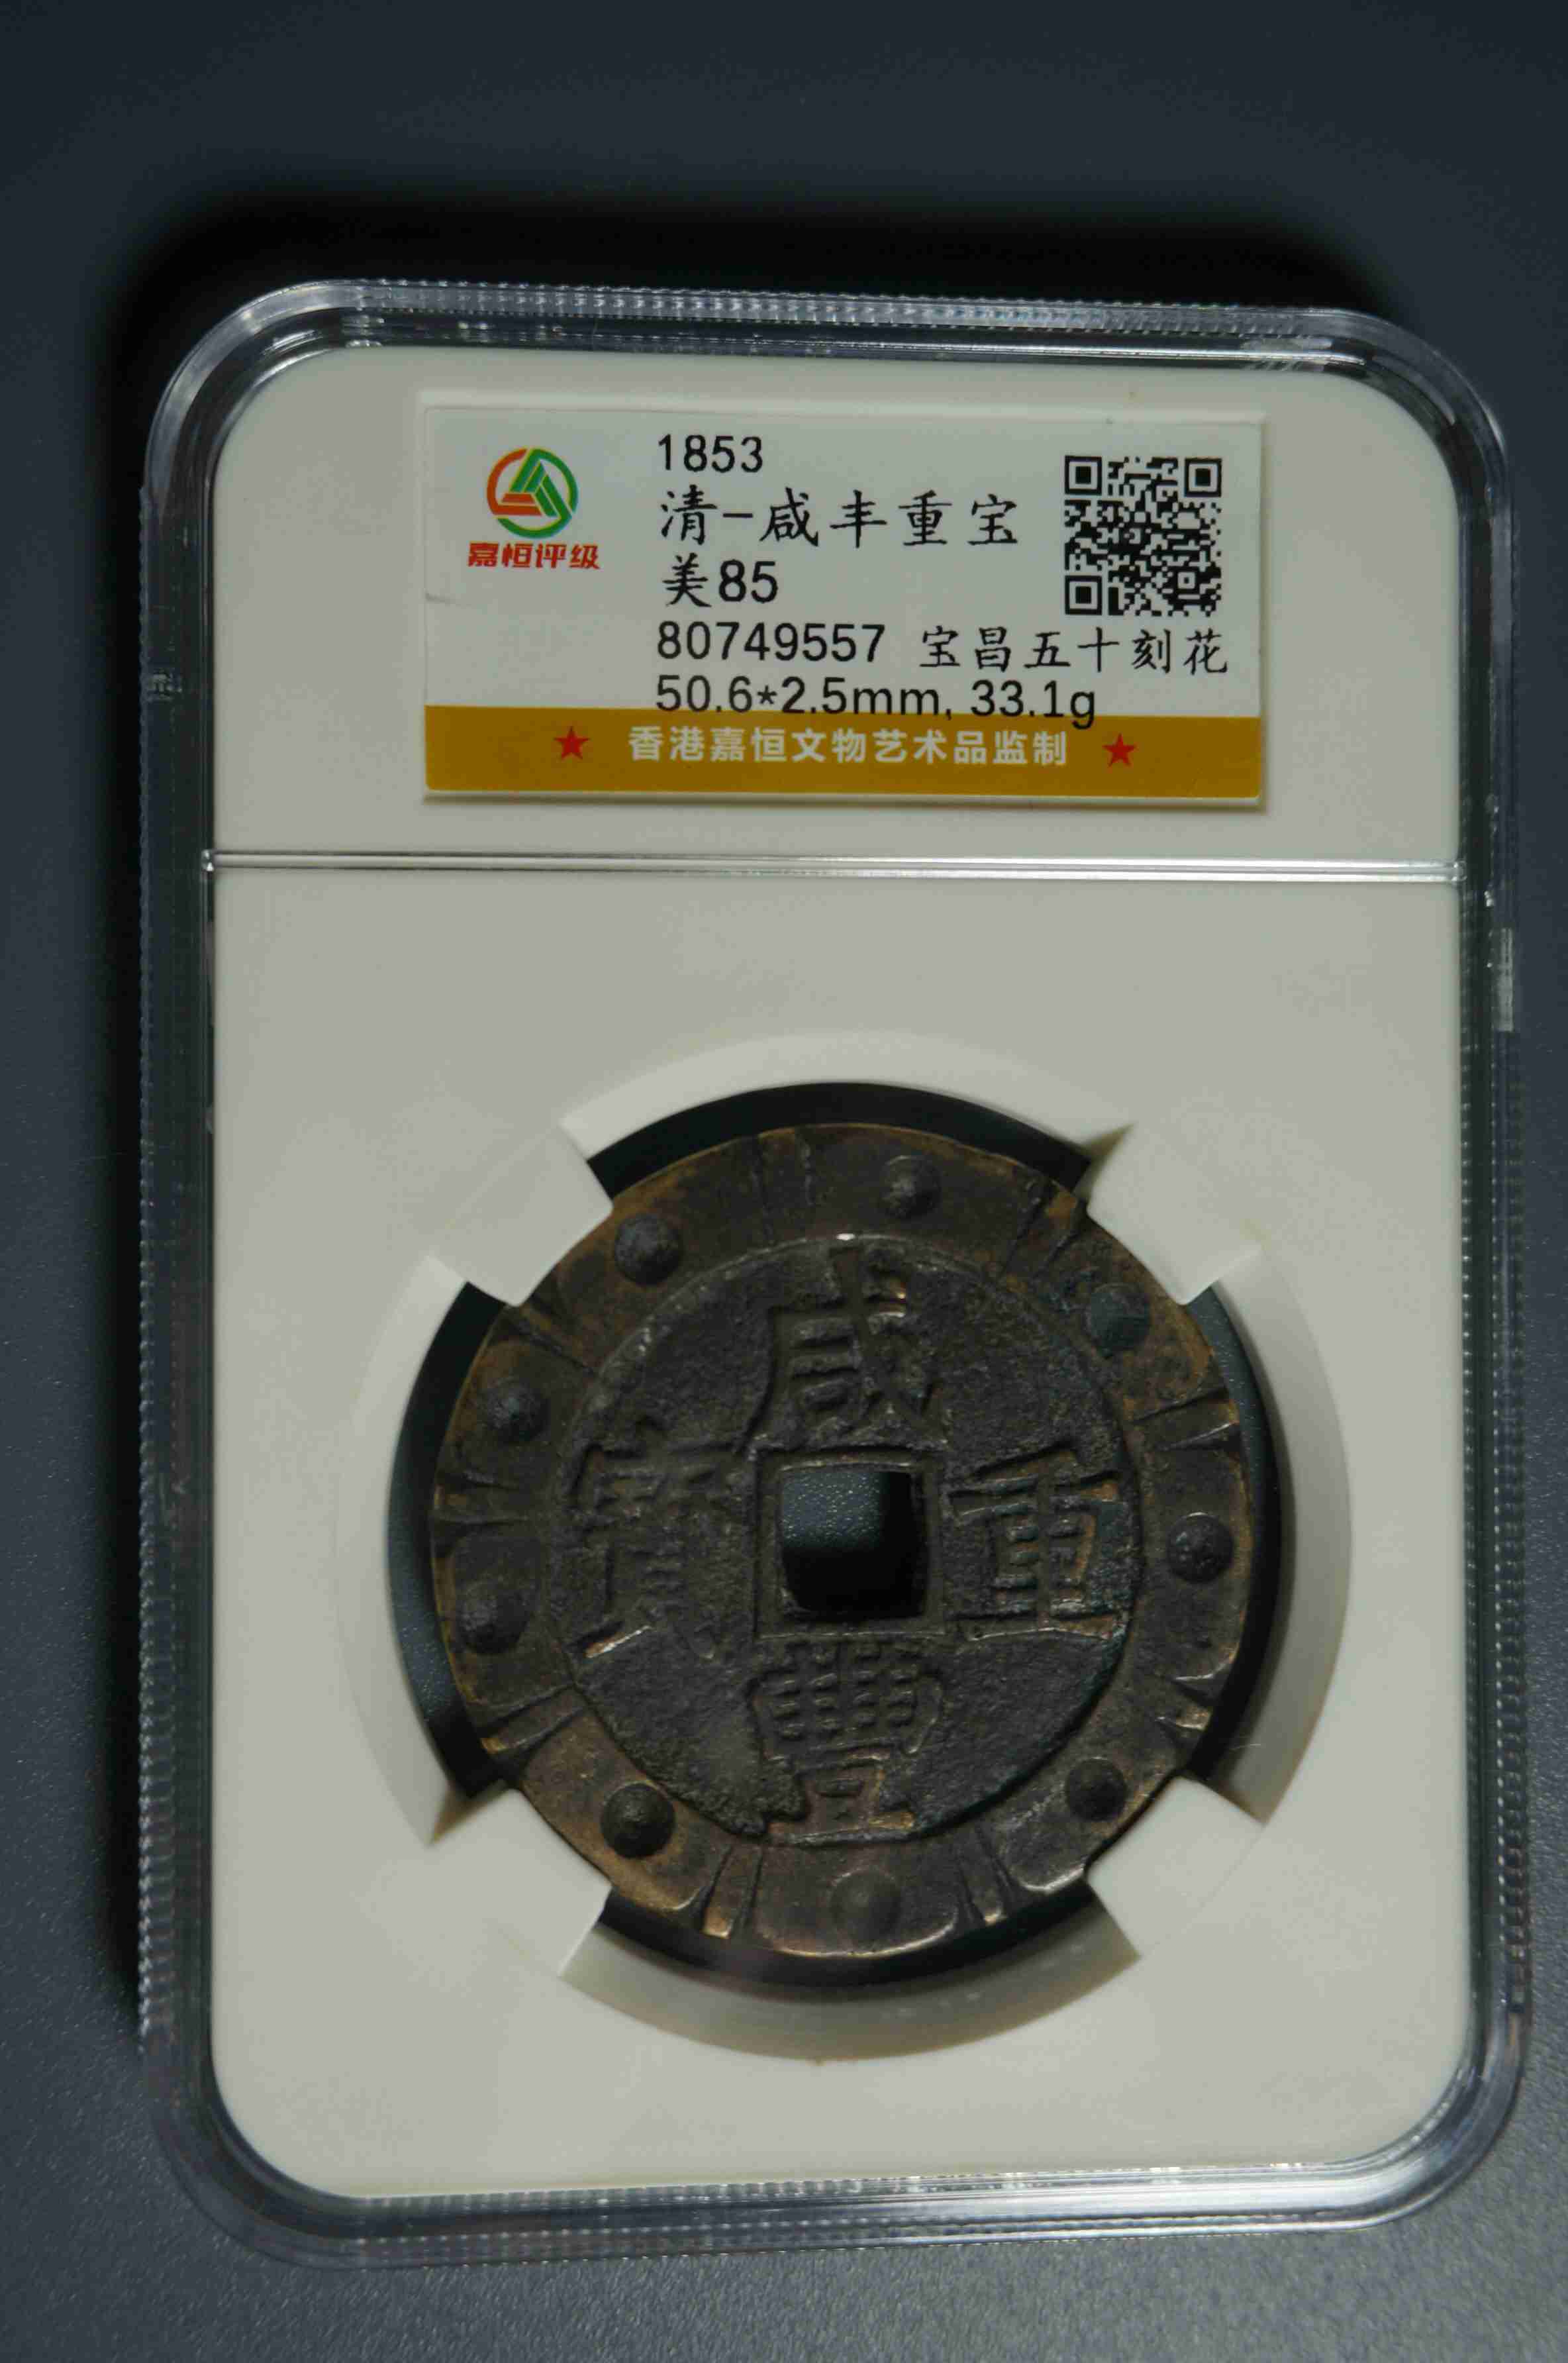 嘉恒评级
1853
清-咸丰重宝
美85
80749557 宝昌五十刻花
50.6*2.5mm, 33.1g
★ 香港嘉恒文物艺术品监制 ★
咸
寶 重
豐